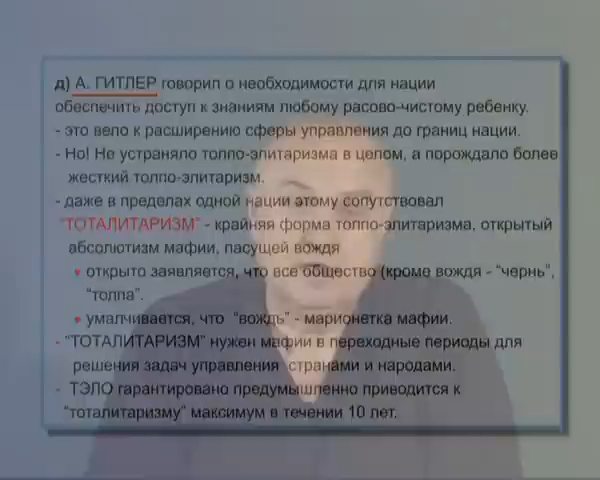 д) А. ГИТЛЕР говорил о необходимости для нации
обеспечить доступ к знаниям любому расово-чистому ребенку.
- это вело к расширению сферы управления до границ нации.
- Но! Не устраняло толпо-элитаризма в целом, а порождало более
жесткий толпо-элитаризм.
- даже в пределах одной нации этому сопутствовал
"ТОТАЛИТАРИЗМ" - крайняя форма толпо-элитаризма, открытый
абсолютизм мафии, пасущей вождя
• открыто заявляется, что все общество (кроме вождя - "чернь",
"толпа".
• умалчивается, что "вождь" - марионетка мафии.
- "ТОТАЛИТАРИЗМ" нужен мафии в переходные периоды для
решения задач управления странами и народами.
- ТЭЛО гарантировано предумышленно приводится к
"тоталитаризму" максимум в течении 10 лет.